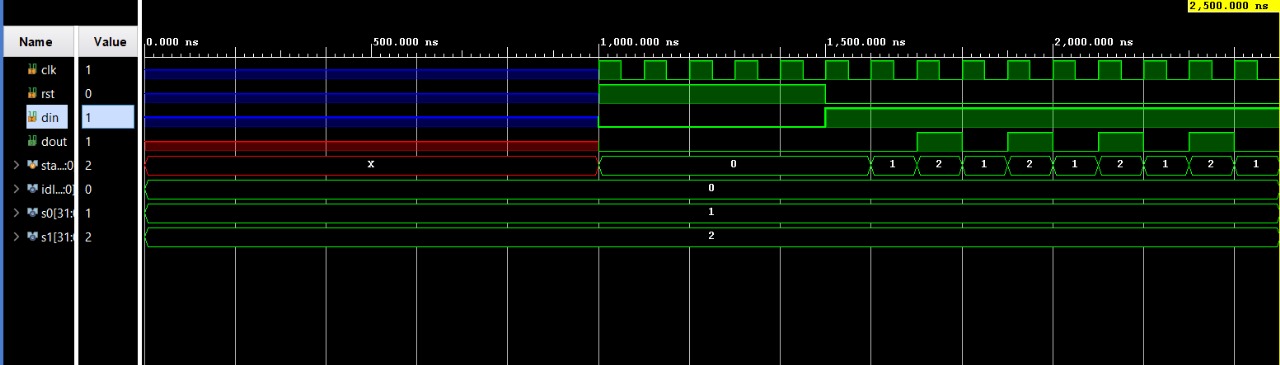 2,500.000 ns
Name Value 0.000 ns 500.000 ns 1,000.000 ns 1,500.000 ns 2,000.000 ns
clk 1
rst 0
din 1
dout 1
sta...:0 2 X 0 1 2 1 2 1 2 1 2 1
idl...:0] 0 0
s0[31:0 1 1
s1[31:0 2 2